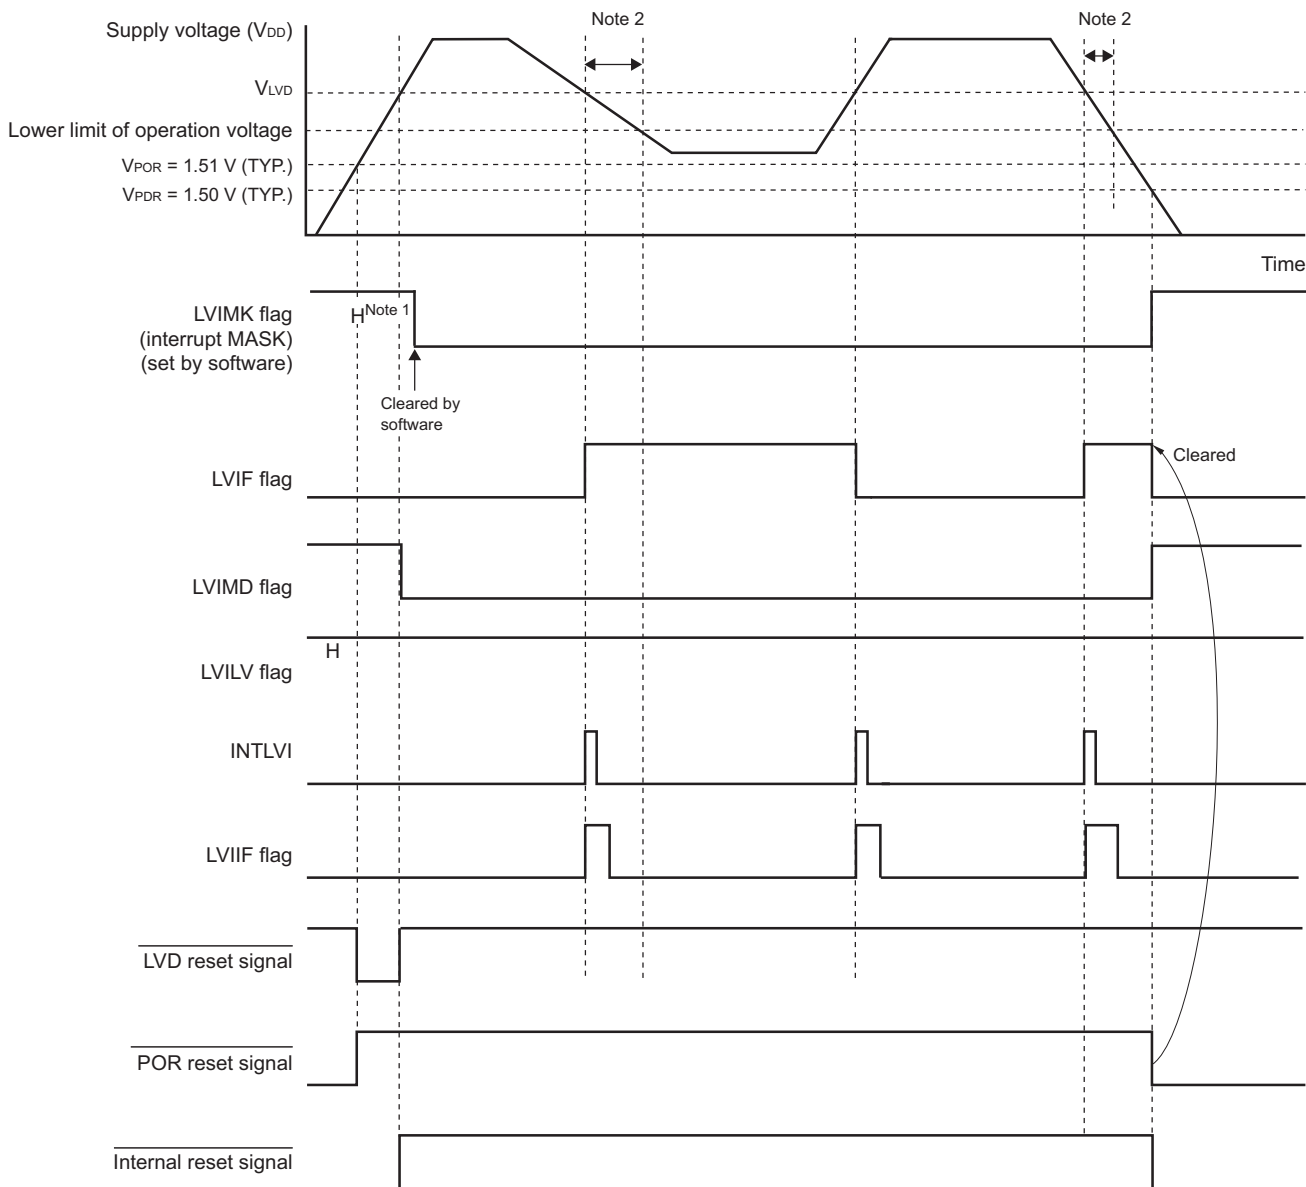 Note 2
Note 2
Supply voltage (VDD)
VLVD
Lower limit of operation voltage
VPOR = 1.51 V (TYP.)
VPDR = 1.50 V (TYP.)
Time
LVIMK flag
(interrupt MASK)
(set by software)
H Note 1
Cleared by
software
LVIF flag
Cleared
LVIMD flag
H
LVILV flag
INTLVI
LVIIF flag
LVD reset signal
POR reset signal
Internal reset signal